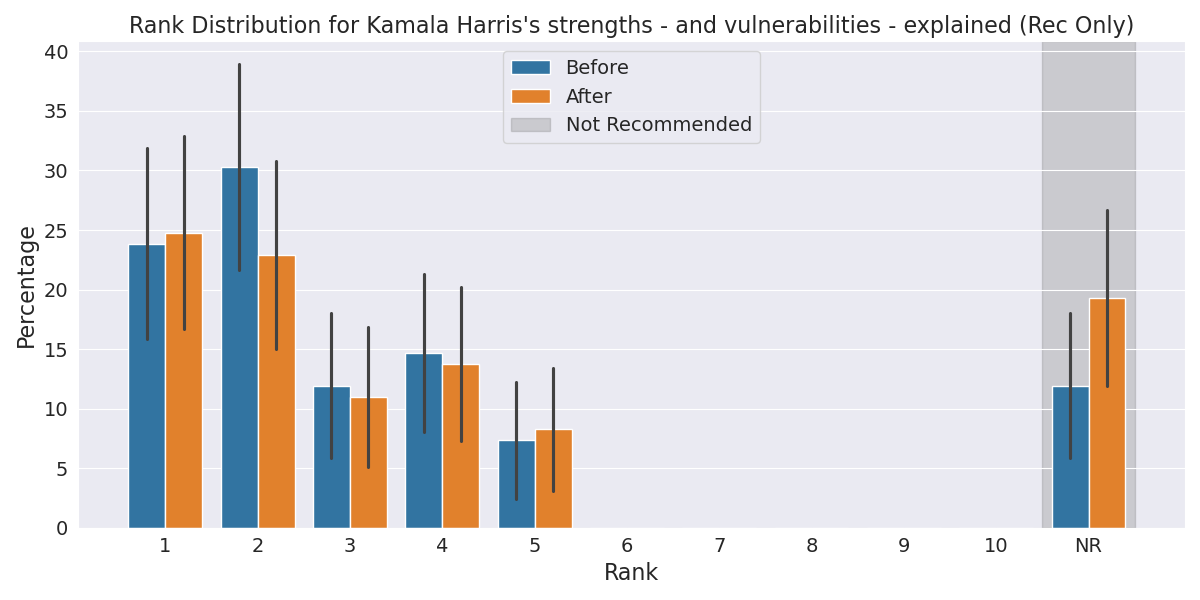 Rank Distribution for Kamala Harris's strengths - and vulnerabilities - explained (Rec Only)
40
35
30
25
20
15
10
5
0
Percentage
Before
After
Not Recommended
1 2 3 4 5 6 7 8 9 10 NR
Rank